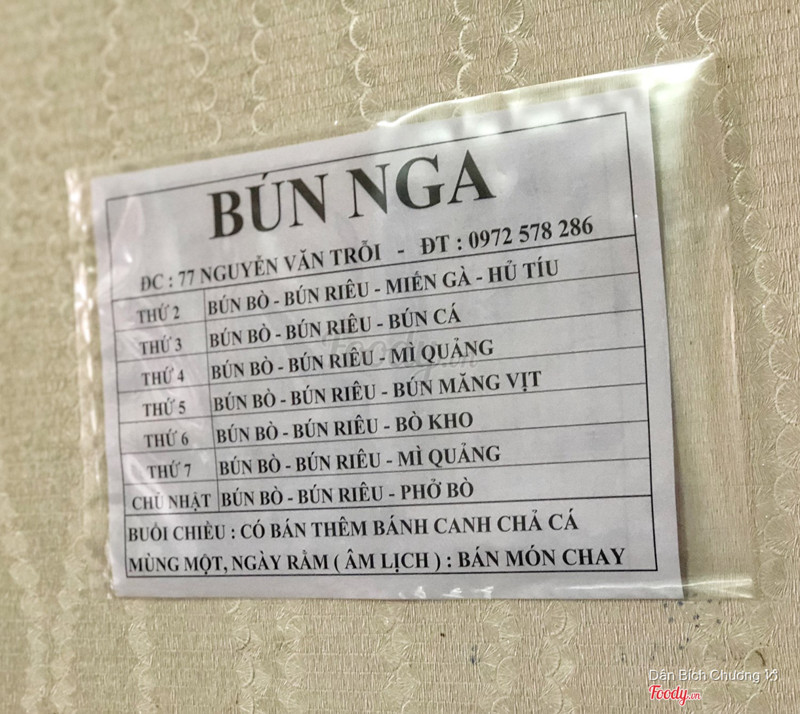 BÚN NGA
ĐC : 77 NGUYỄN VĂN TRỖI - ĐT : 0972 578 286
THỨ 2 BÚN BÒ - BÚN RIÊU - MIẾN GÀ - HỦ TÍU
THỨ 3 BÚN BÒ - BÚN RIÊU - BÚN CÁ
THỨ 4 BÚN BÒ - BÚN RIÊU - MÌ QUẢNG
THỨ 5 BÚN BÒ - BÚN RIÊU - BÚN MĂNG VỊT
THỨ 6 BÚN BÒ - BÚN RIÊU - BÒ KHO
THỨ 7 BÚN BÒ - BÚN RIÊU - MÌ QUẢNG
CHỦ NHẬT BÚN BÒ - BÚN RIÊU - PHỞ BÒ
BUỔI CHIỀU : CÓ BÁN THÊM BÁNH CANH CHẢ CÁ
MÙNG MỘT, NGÀY RẰM ( ÂM LỊCH ) : BÁN MÓN CHAY
Foody.vn
Dân Bích Chương 15
Foody.vn